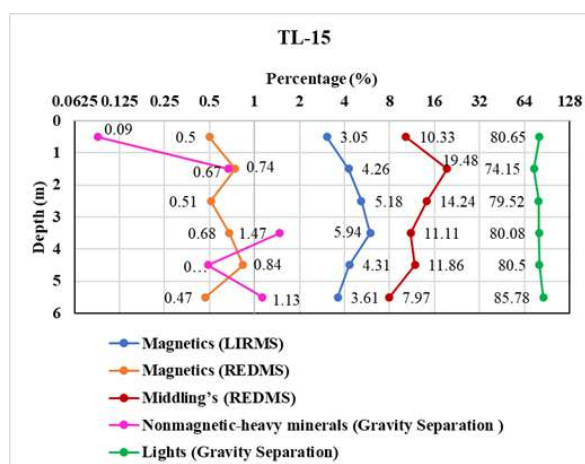 TL-15
Percentage (%)
0.0625 0.125 0.25 0.5 1 2 4 8 16 32 64 128
Depth (m)
0
1
2
3
4
5
6
0.09 0.5 3.05 10.33 80.65
0.67 0.74 4.26 19.48 74.15
0.51 5.18 14.24 79.52
0.68 1.47 5.94 11.11 80.08
0... 0.84 4.31 11.86 80.5
0.47 1.13 3.61 7.97 85.78
Magnetics (LIRMS)
Magnetics (REDMS)
Middling's (REDMS)
Nonmagnetic-heavy minerals (Gravity Separation )
Lights (Gravity Separation)